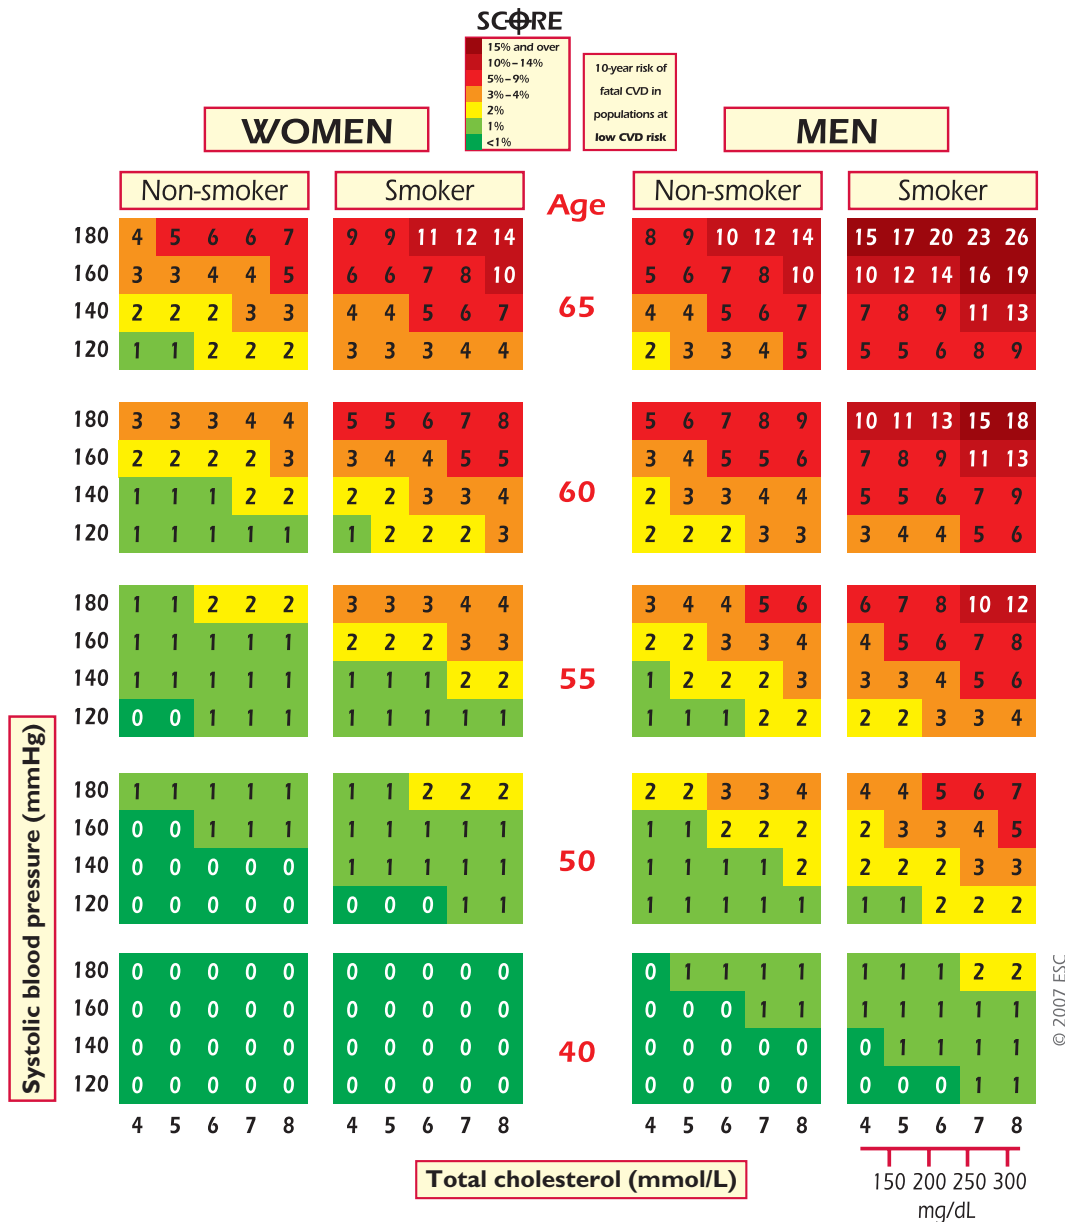 SCORE
15% and over
10%–14%
5%–9%
3%–4%
2%
1%
<1%
10-year risk of
fatal CVD in
populations at
low CVD risk
WOMEN
MEN
Non-smoker Smoker Age Non-smoker Smoker
180 4 5 6 6 7 9 9 11 12 14 8 9 10 12 14 15 17 20 23 26
160 3 3 4 4 5 6 6 7 8 10 5 6 7 8 10 10 12 14 16 19
65
140 2 2 2 3 3 4 4 5 6 7 4 4 5 6 7 7 8 9 11 13
120 1 1 2 2 2 3 3 3 4 4 2 3 3 4 5 5 5 6 8 9
180 3 3 3 4 4 5 5 6 7 8 5 6 7 8 9 10 11 13 15 18
160 2 2 2 2 3 3 4 4 5 5 3 4 5 5 6 7 8 9 11 13
60
140 1 1 1 2 2 2 2 3 3 4 2 3 3 4 4 5 5 6 7 9
120 1 1 1 1 1 1 2 2 2 3 2 2 2 3 3 3 4 4 5 6
180 1 1 2 2 2 3 3 3 4 4 3 4 4 5 6 6 7 8 10 12
160 1 1 1 1 1 2 2 2 3 3 2 2 3 3 4 4 5 6 7 8
55
140 1 1 1 1 1 1 1 1 2 2 1 2 2 2 3 3 3 4 5 6
120 0 0 1 1 1 1 1 1 1 1 1 1 1 2 2 2 2 3 3 4
180 1 1 1 1 1 1 1 2 2 2 2 2 3 3 4 4 4 5 6 7
160 0 0 1 1 1 1 1 1 1 1 1 1 2 2 2 2 3 3 4 5
50
140 0 0 0 0 0 1 1 1 1 1 1 1 1 1 2 2 2 2 3 3
120 0 0 0 0 0 0 0 0 1 1 1 1 1 1 1 1 1 2 2 2
180 0 0 0 0 0 0 0 0 0 0 0 1 1 1 1 1 1 1 2 2
160 0 0 0 0 0 0 0 0 0 0 0 0 0 1 1 1 1 1 1 1
40
140 0 0 0 0 0 0 0 0 0 0 0 0 0 0 0 0 1 1 1 1
120 0 0 0 0 0 0 0 0 0 0 0 0 0 0 0 0 0 0 1 1
4 5 6 7 8 4 5 6 7 8 4 5 6 7 8 4 5 6 7 8
Systolic blood pressure (mmHg)
Total cholesterol (mmol/L)
150 200 250 300
mg/dL
© 2007 ESC